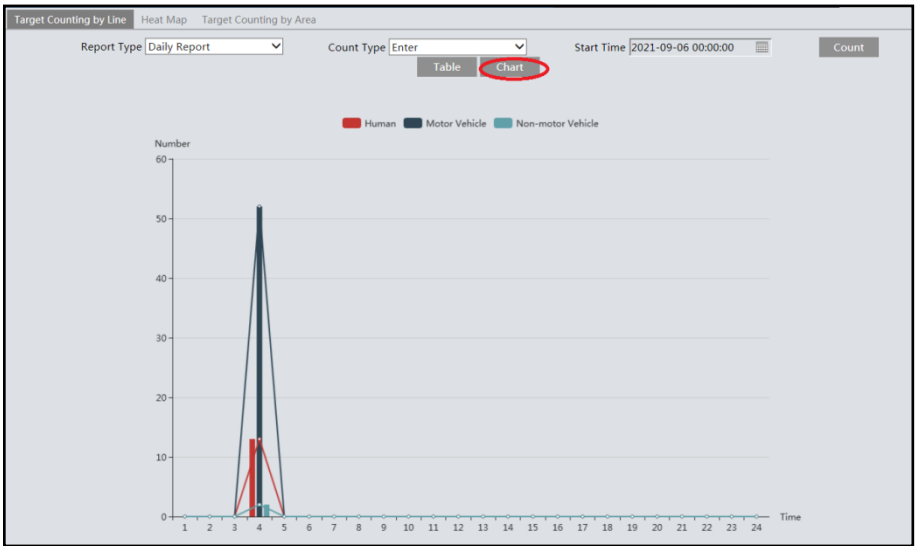 Target Counting by Line Heat Map Target Counting by Area
Report Type Daily Report Count Type Enter Start Time 2021-09-06 00:00:00 Count
Table Chart
Human Motor Vehicle Non-motor Vehicle
Number
60
50
40
30
20
10
0
1 2 3 4 5 6 7 8 9 10 11 12 13 14 15 16 17 18 19 20 21 22 23 24 Time